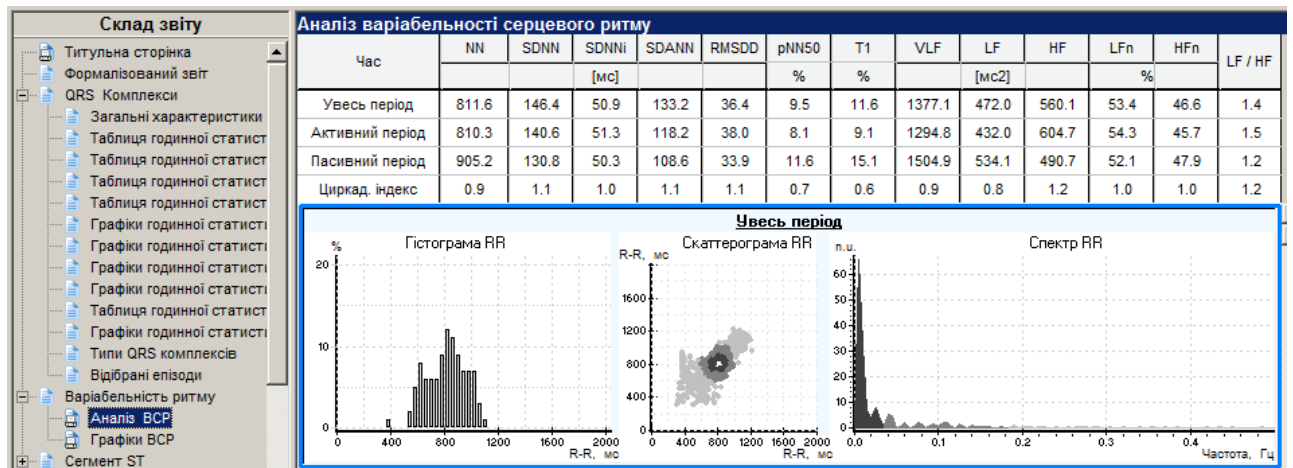 Склад звіту
Титульна сторінка
Формалізований звіт
QRS Комплекси
Загальні характеристики
Таблиця годинної статист
Таблиця годинної статист
Таблиця годинної статист
Таблиця годинної статист
Графіки годинної статисти
Графіки годинної статисти
Графіки годинної статисти
Графіки годинної статисти
Таблиця годинної статист
Графіки годинної статисти
Типи QRS комплексів
Відібрані епізоди
Варіабельність ритму
Аналіз ВСР
Графіки ВСР
Сегмент ST
Аналіз варіабельності серцевого ритму
Час NN SDNN SDNNi SDANN RMSDD pNN50 T1 VLF LF HF LFn HFn LF / HF
[мс] % % [мс2] %
Увесь період 811.6 146.4 50.9 133.2 36.4 9.5 11.6 1377.1 472.0 560.1 53.4 46.6 1.4
Активний період 810.3 140.6 51.3 118.2 38.0 8.1 9.1 1294.8 432.0 604.7 54.3 45.7 1.5
Пасивний період 905.2 130.8 50.3 108.6 33.9 11.6 15.1 1504.9 534.1 490.7 52.1 47.9 1.2
Циркад. індекс 0.9 1.1 1.0 1.1 1.1 0.7 0.6 0.9 0.8 1.2 1.0 1.0 1.2
Увесь період
Гістограма RR
%
20
10
0
0 400 800 1200 1600 2000
R-R, мс
Скаттерограма RR
R-R, мс
1600
1200
800
400
0 400 800 1200 1600 2000
R-R, мс
Спектр RR
n.u.
60
50
40
30
20
10
0
0.0 0.1 0.2 0.3 0.4
Частота, Гц